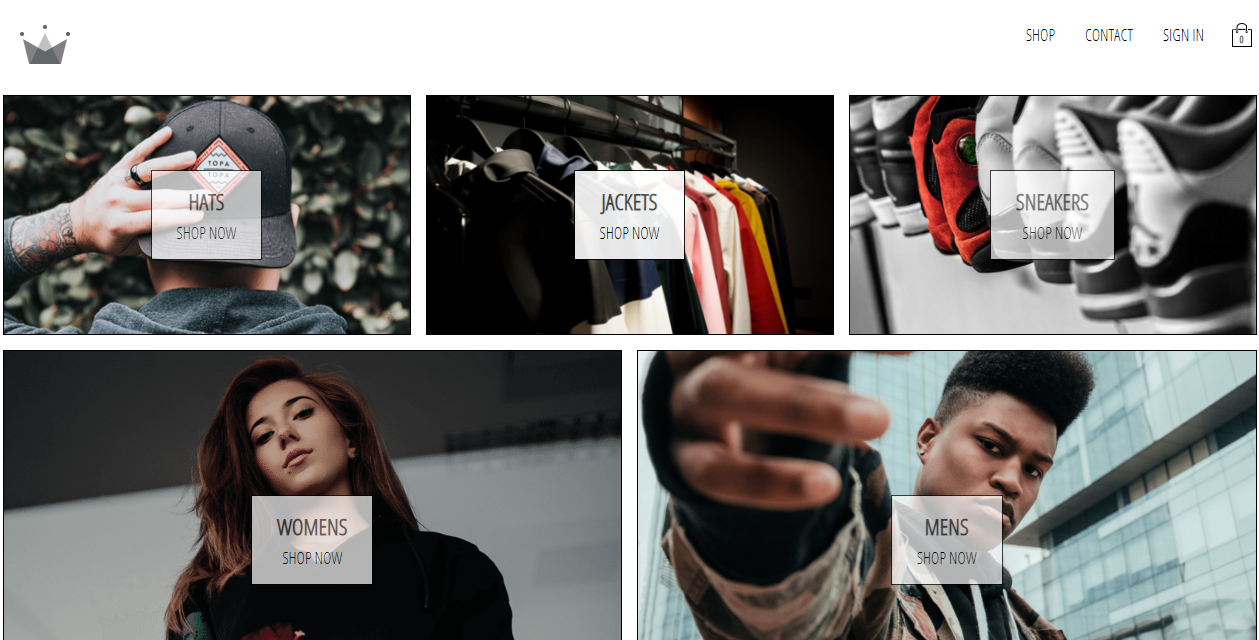 SHOP
CONTACT
SIGN IN
0
TOPA
TOPA
HATS
SHOP NOW
JACKETS
SHOP NOW
SNEAKERS
SHOP NOW
WOMENS
SHOP NOW
MENS
SHOP NOW